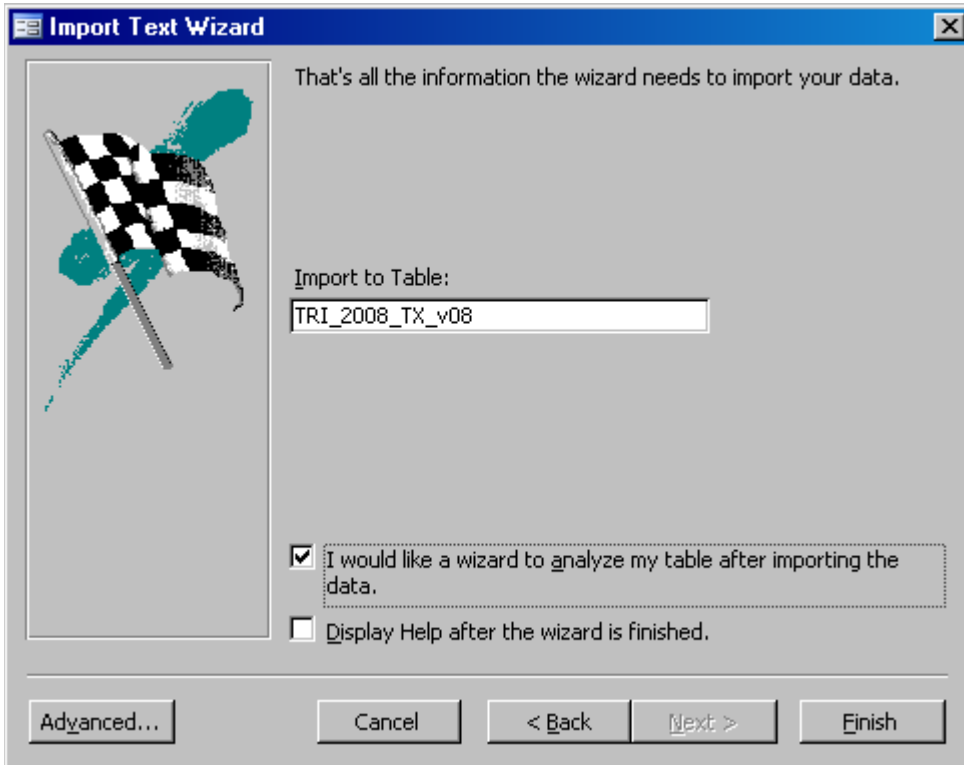 Import Text Wizard
That's all the information the wizard needs to import your data.
Import to Table:
TRI_2008_TX_v08
I would like a wizard to analyze my table after importing the
data.
Display Help after the wizard is finished.
Advanced... Cancel < Back Next > Finish